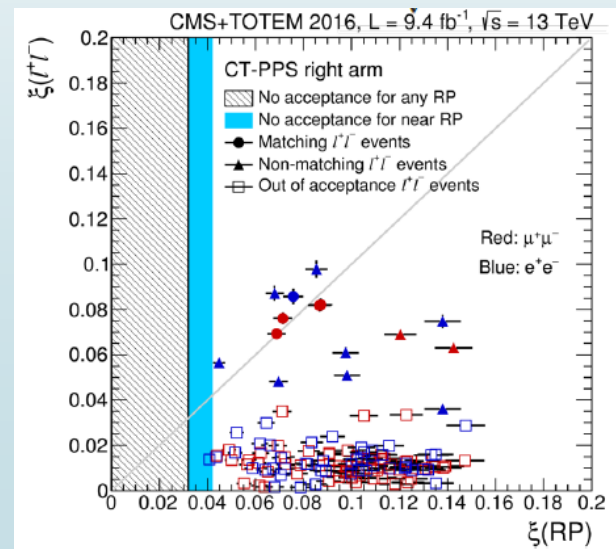 CMS+TOTEM 2016, L = 9.4 fb⁻¹, √s = 13 TeV
ξ(l⁺l⁻)
CT-PPS right arm
No acceptance for any RP
No acceptance for near RP
Matching l⁺l⁻ events
Non-matching l⁺l⁻ events
Out of acceptance l⁺l⁻ events
Red: μ⁺μ⁻
Blue: e⁺e⁻
0.2
0.18
0.16
0.14
0.12
0.1
0.08
0.06
0.04
0.02
0
0 0.02 0.04 0.06 0.08 0.1 0.12 0.14 0.16 0.18 0.2
ξ(RP)